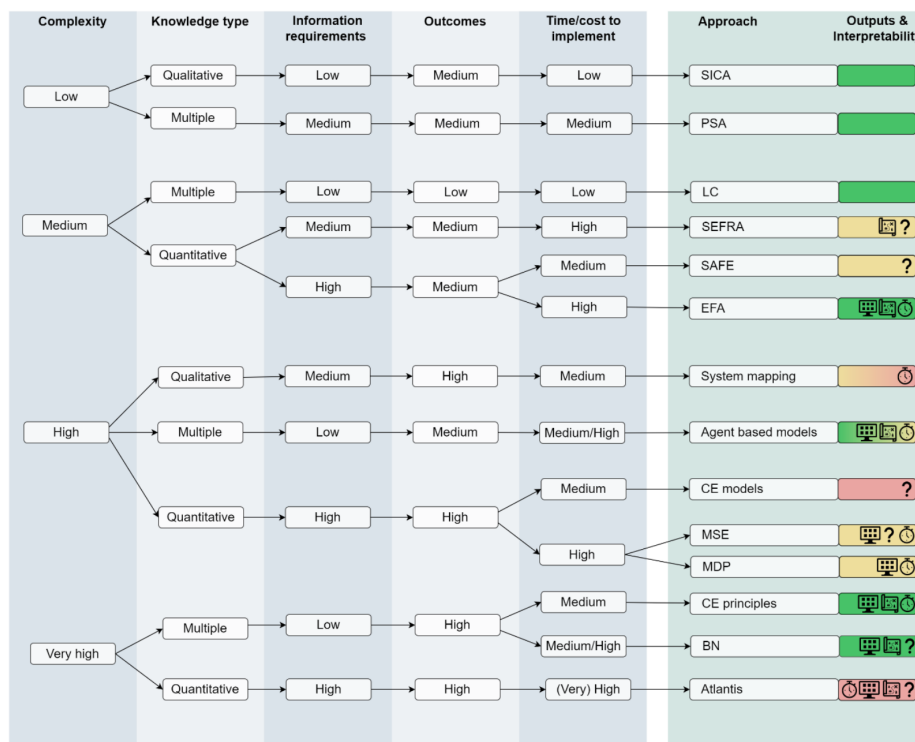 Complexity
Knowledge type
Information
requirements
Outcomes
Time/cost to
implement
Approach
Outputs &
Interpretabilit
Low
Qualitative
Low
Medium
Low
SICA
Multiple
Medium
Medium
Medium
PSA
Medium
Multiple
Low
Low
Low
LC
Quantitative
Medium
Medium
High
SEFRA
?
High
Medium
Medium
SAFE
?
High
EFA
High
Qualitative
Medium
High
Medium
System mapping
Multiple
Low
Medium
Medium/High
Agent based models
Quantitative
High
High
Medium
CE models
?
High
MSE
?
MDP
Very high
Multiple
Low
High
Medium
CE principles
Medium/High
BN
?
Quantitative
High
High
(Very) High
Atlantis
?